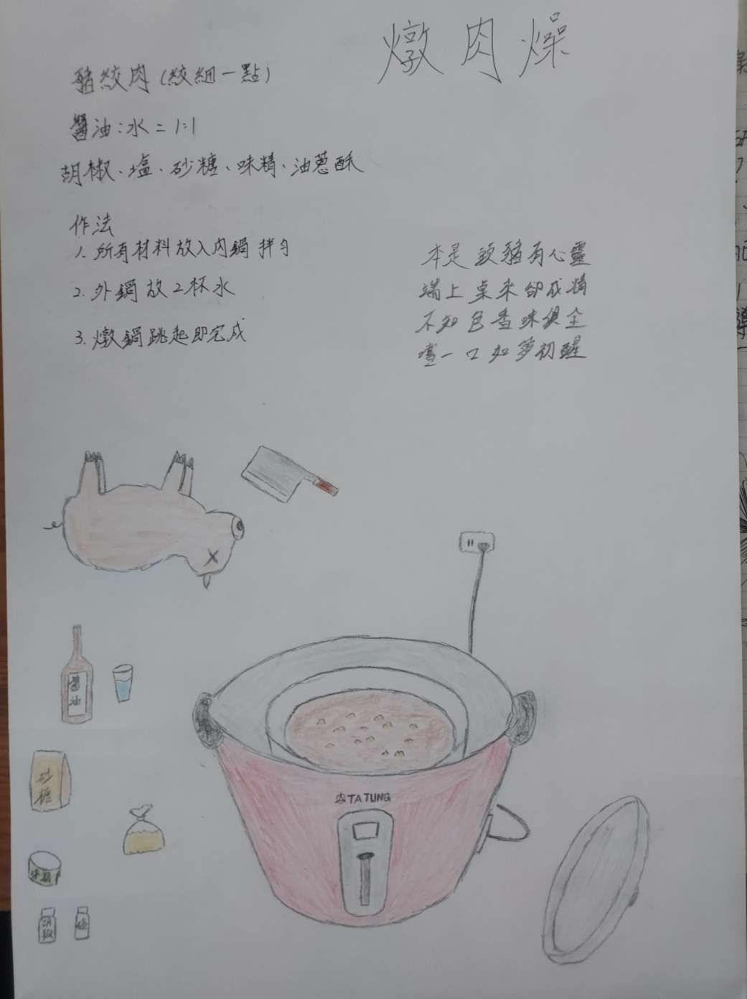 燉肉燥
豬絞肉(絞細一點)
醬油:水=1:1
胡椒、塩、砂糖、味精、油蔥酥
作法
1. 所有材料放入內鍋拌勻
2. 外鍋放2杯水
3. 燉鍋跳起即完成
本是頭豬有心靈
端上桌來卻成精
不知色香味俱全
嚐一口如夢初醒
醬油
砂糖
味精
胡椒
鹽
TATUNG